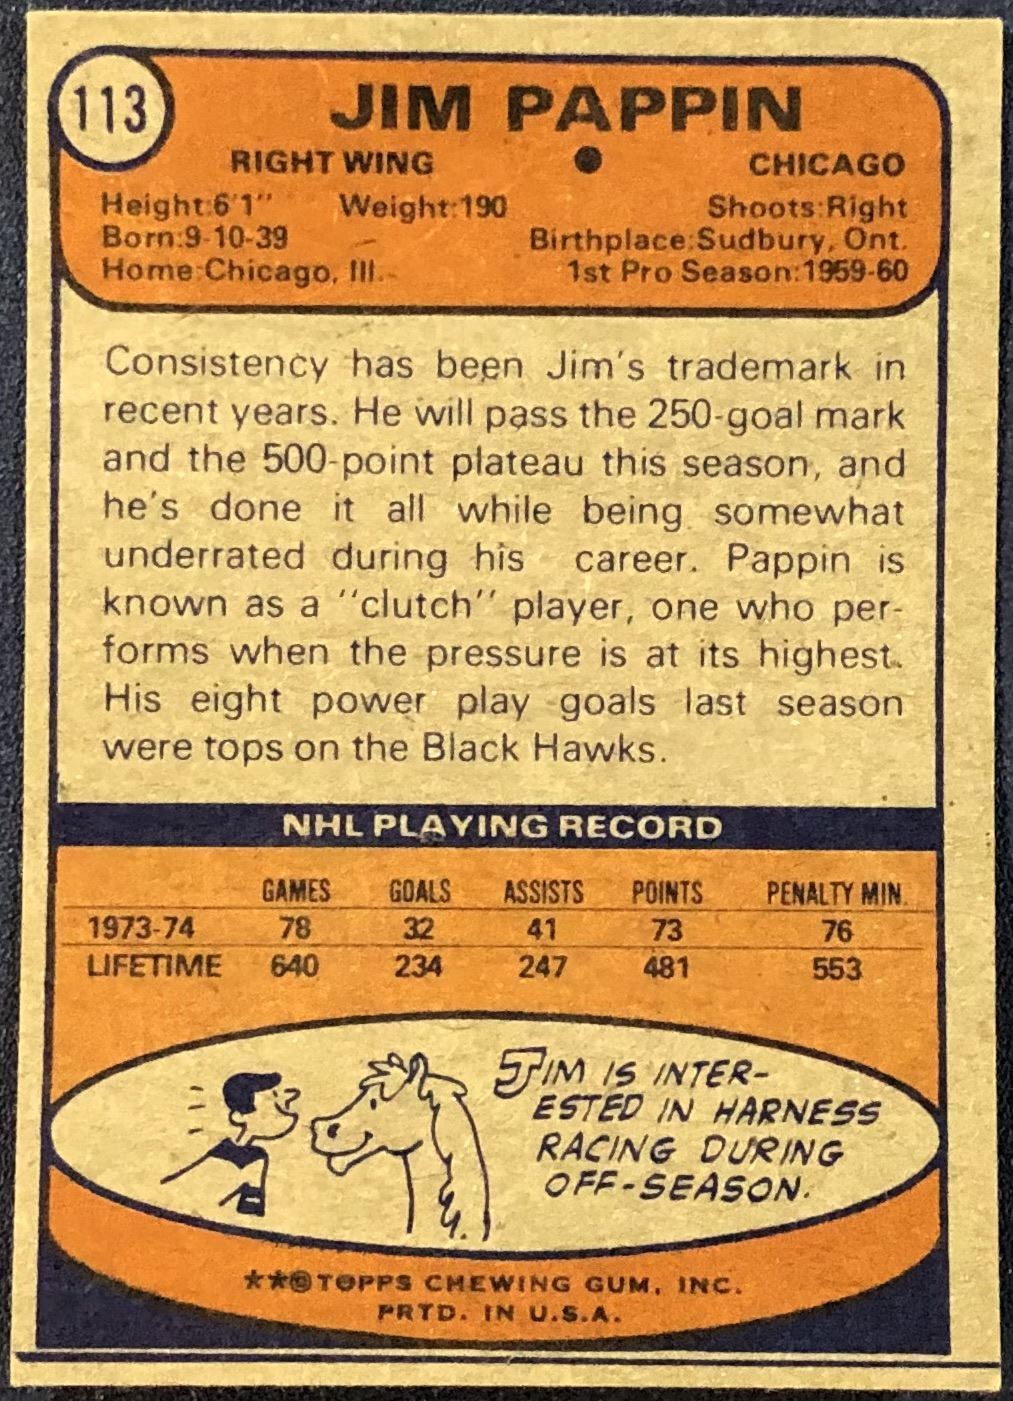 113
JIM PAPPIN
RIGHT WING ● CHICAGO
Height:6'1" Weight:190 Shoots:Right
Born:9-10-39 Birthplace:Sudbury, Ont.
Home:Chicago, Ill. 1st Pro Season:1959-60
Consistency has been Jim's trademark in
recent years. He will pass the 250-goal mark
and the 500-point plateau this season, and
he's done it all while being somewhat
underrated during his career. Pappin is
known as a ''clutch'' player, one who per-
forms when the pressure is at its highest.
His eight power play goals last season
were tops on the Black Hawks.
NHL PLAYING RECORD
GAMES GOALS ASSISTS POINTS PENALTY MIN.
1973-74 78 32 41 73 76
LIFETIME 640 234 247 481 553
JIM IS INTER-
ESTED IN HARNESS
RACING DURING
OFF-SEASON.
**©TOPPS CHEWING GUM, INC.
PRTD. IN U.S.A.